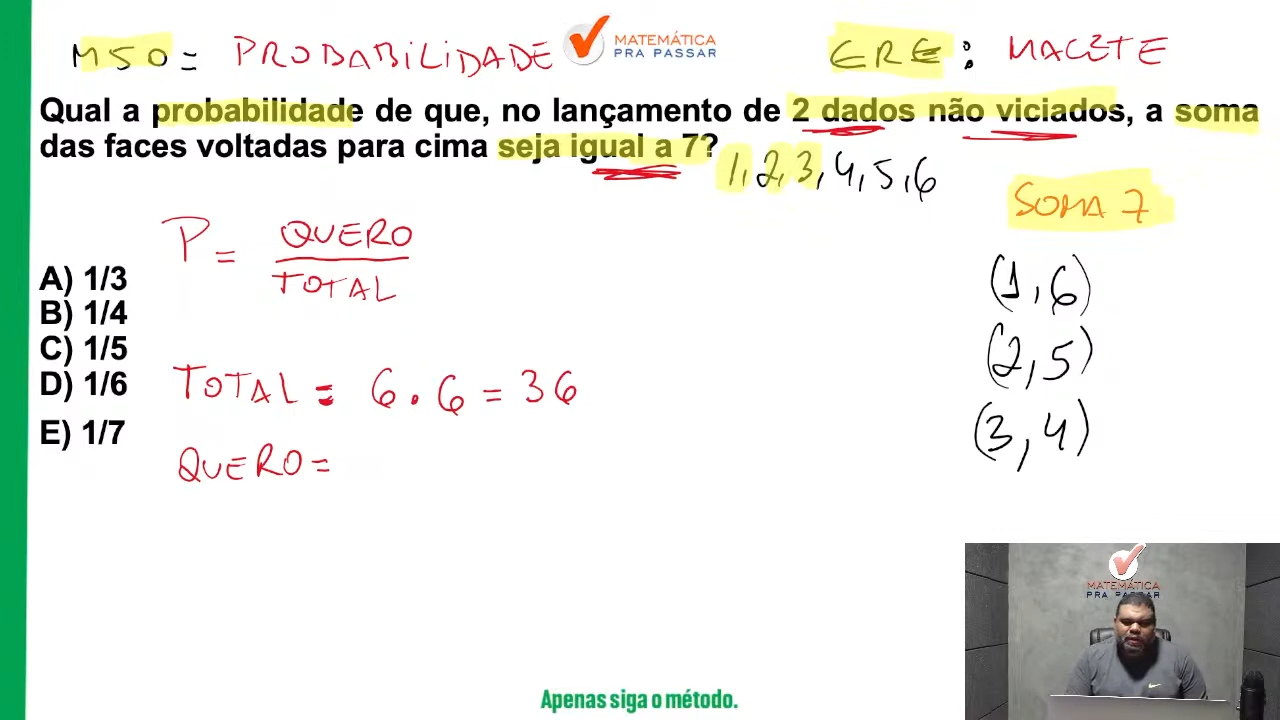 MSO = PROBABILIDADE
MATEMÁTICA
PRA PASSAR
ERE : MACETE
Qual a probabilidade de que, no lançamento de 2 dados não viciados, a soma
das faces voltadas para cima seja igual a 7?
1, 2, 3, 4, 5, 6
SOMA 7
P = QUERO
TOTAL
(1, 6)
A) 1/3
B) 1/4
C) 1/5
(2, 5)
D) 1/6
TOTAL = 6 . 6 = 36
E) 1/7
(3, 4)
QUERO =
MATEMÁTICA
PRA PASSAR
Apenas siga o método.